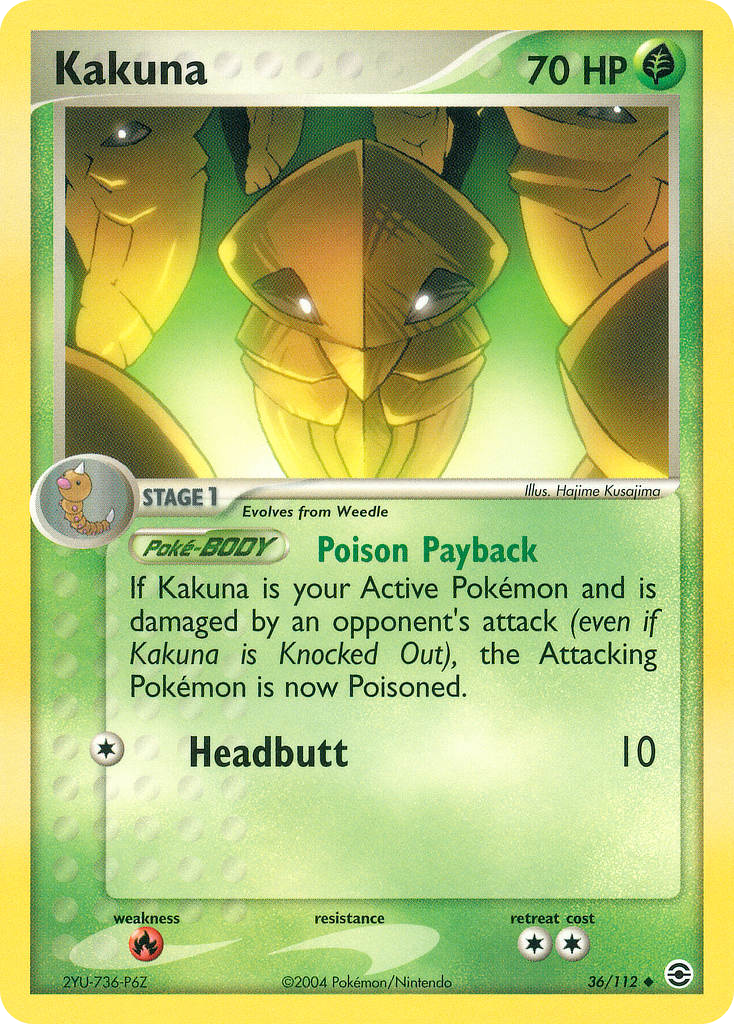 Kakuna 70 HP
Illus. Hajime Kusajima
STAGE 1
Evolves from Weedle
Poké-BODY Poison Payback
If Kakuna is your Active Pokémon and is
damaged by an opponent's attack (even if
Kakuna is Knocked Out), the Attacking
Pokémon is now Poisoned.
Headbutt 10
weakness resistance retreat cost
2YU-736-P6Z ©2004 Pokémon/Nintendo 36/112